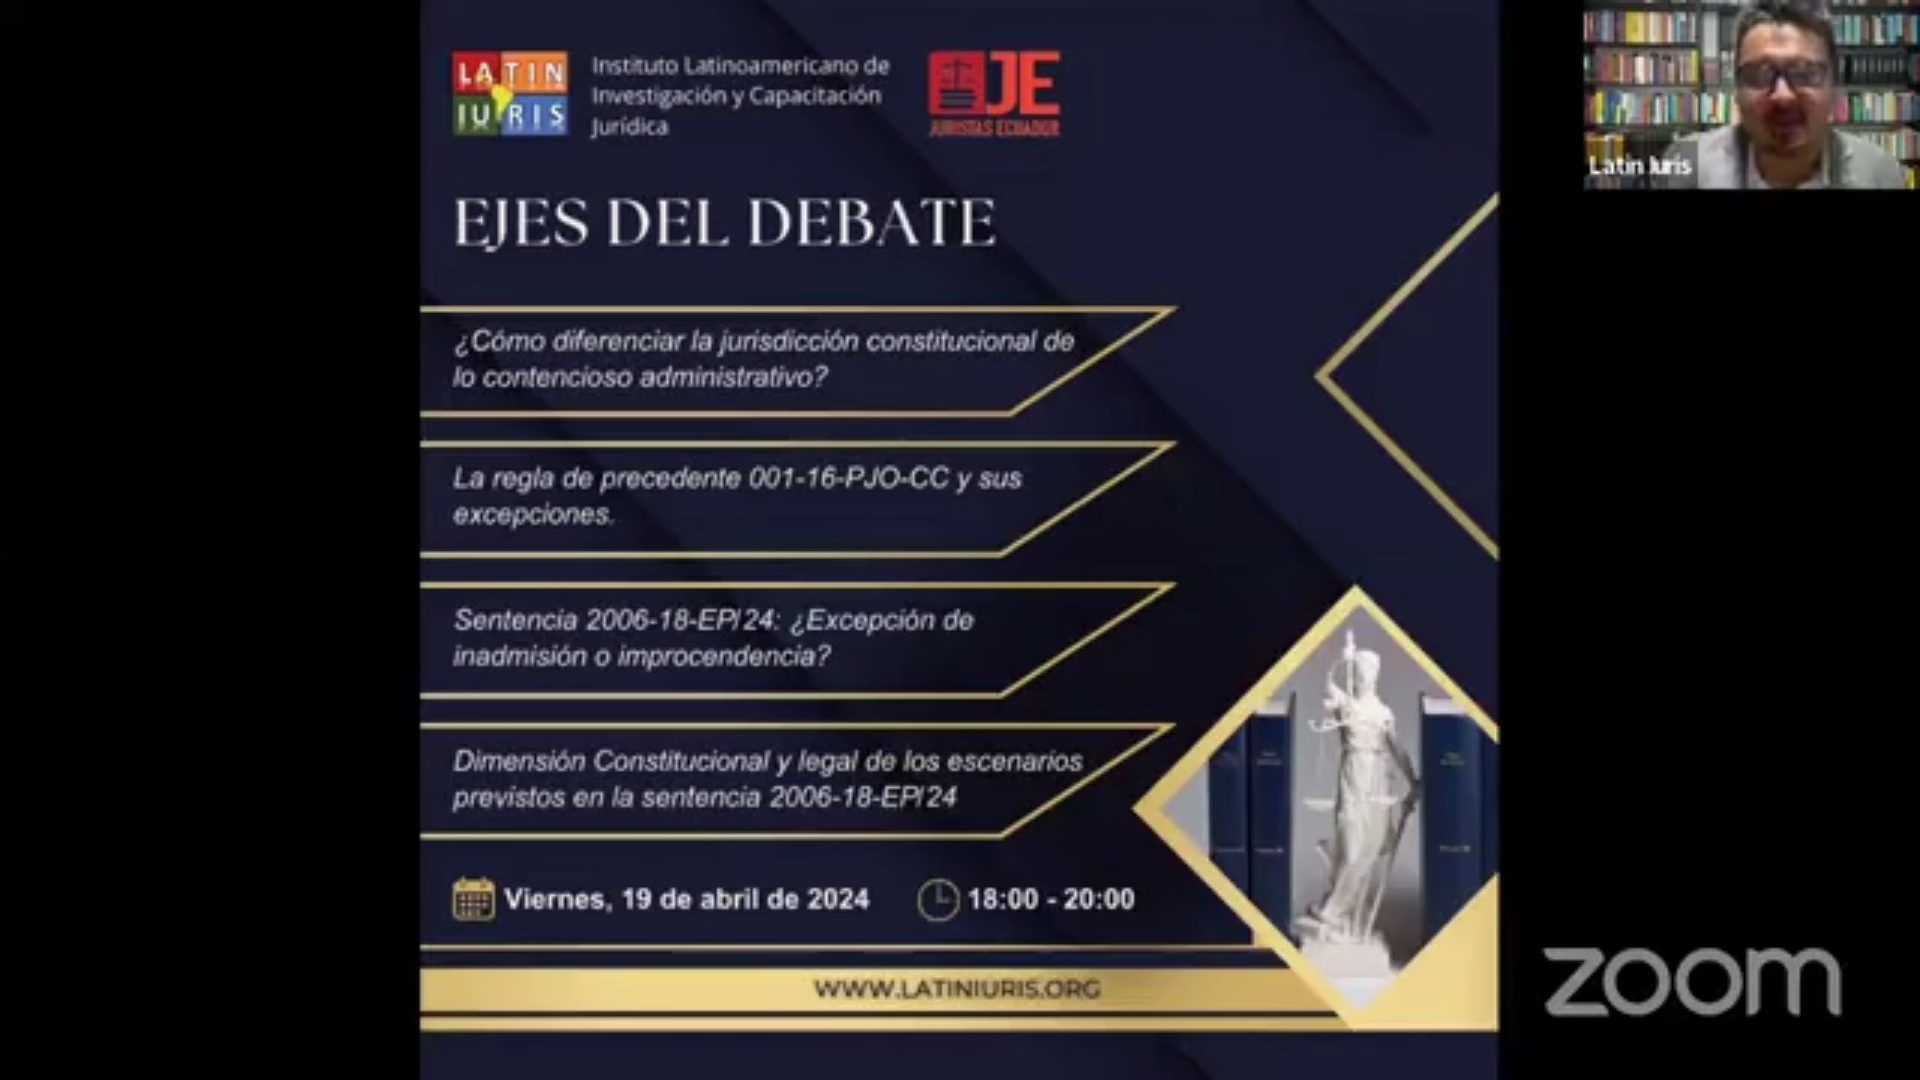 LATIN
IURIS
Instituto Latinoamericano de
Investigación y Capacitación
Jurídica
JE
JURISTAS ECUADOR
Latin Iuris
EJES DEL DEBATE
¿Cómo diferenciar la jurisdicción constitucional de
lo contencioso administrativo?
La regla de precedente 001-16-PJO-CC y sus
excepciones.
Sentencia 2006-18-EP/24: ¿Excepción de
inadmisión o improcendencia?
Dimensión Constitucional y legal de los escenarios
previstos en la sentencia 2006-18-EP/24
Viernes, 19 de abril de 2024
18:00 - 20:00
WWW.LATINIURIS.ORG
zoom